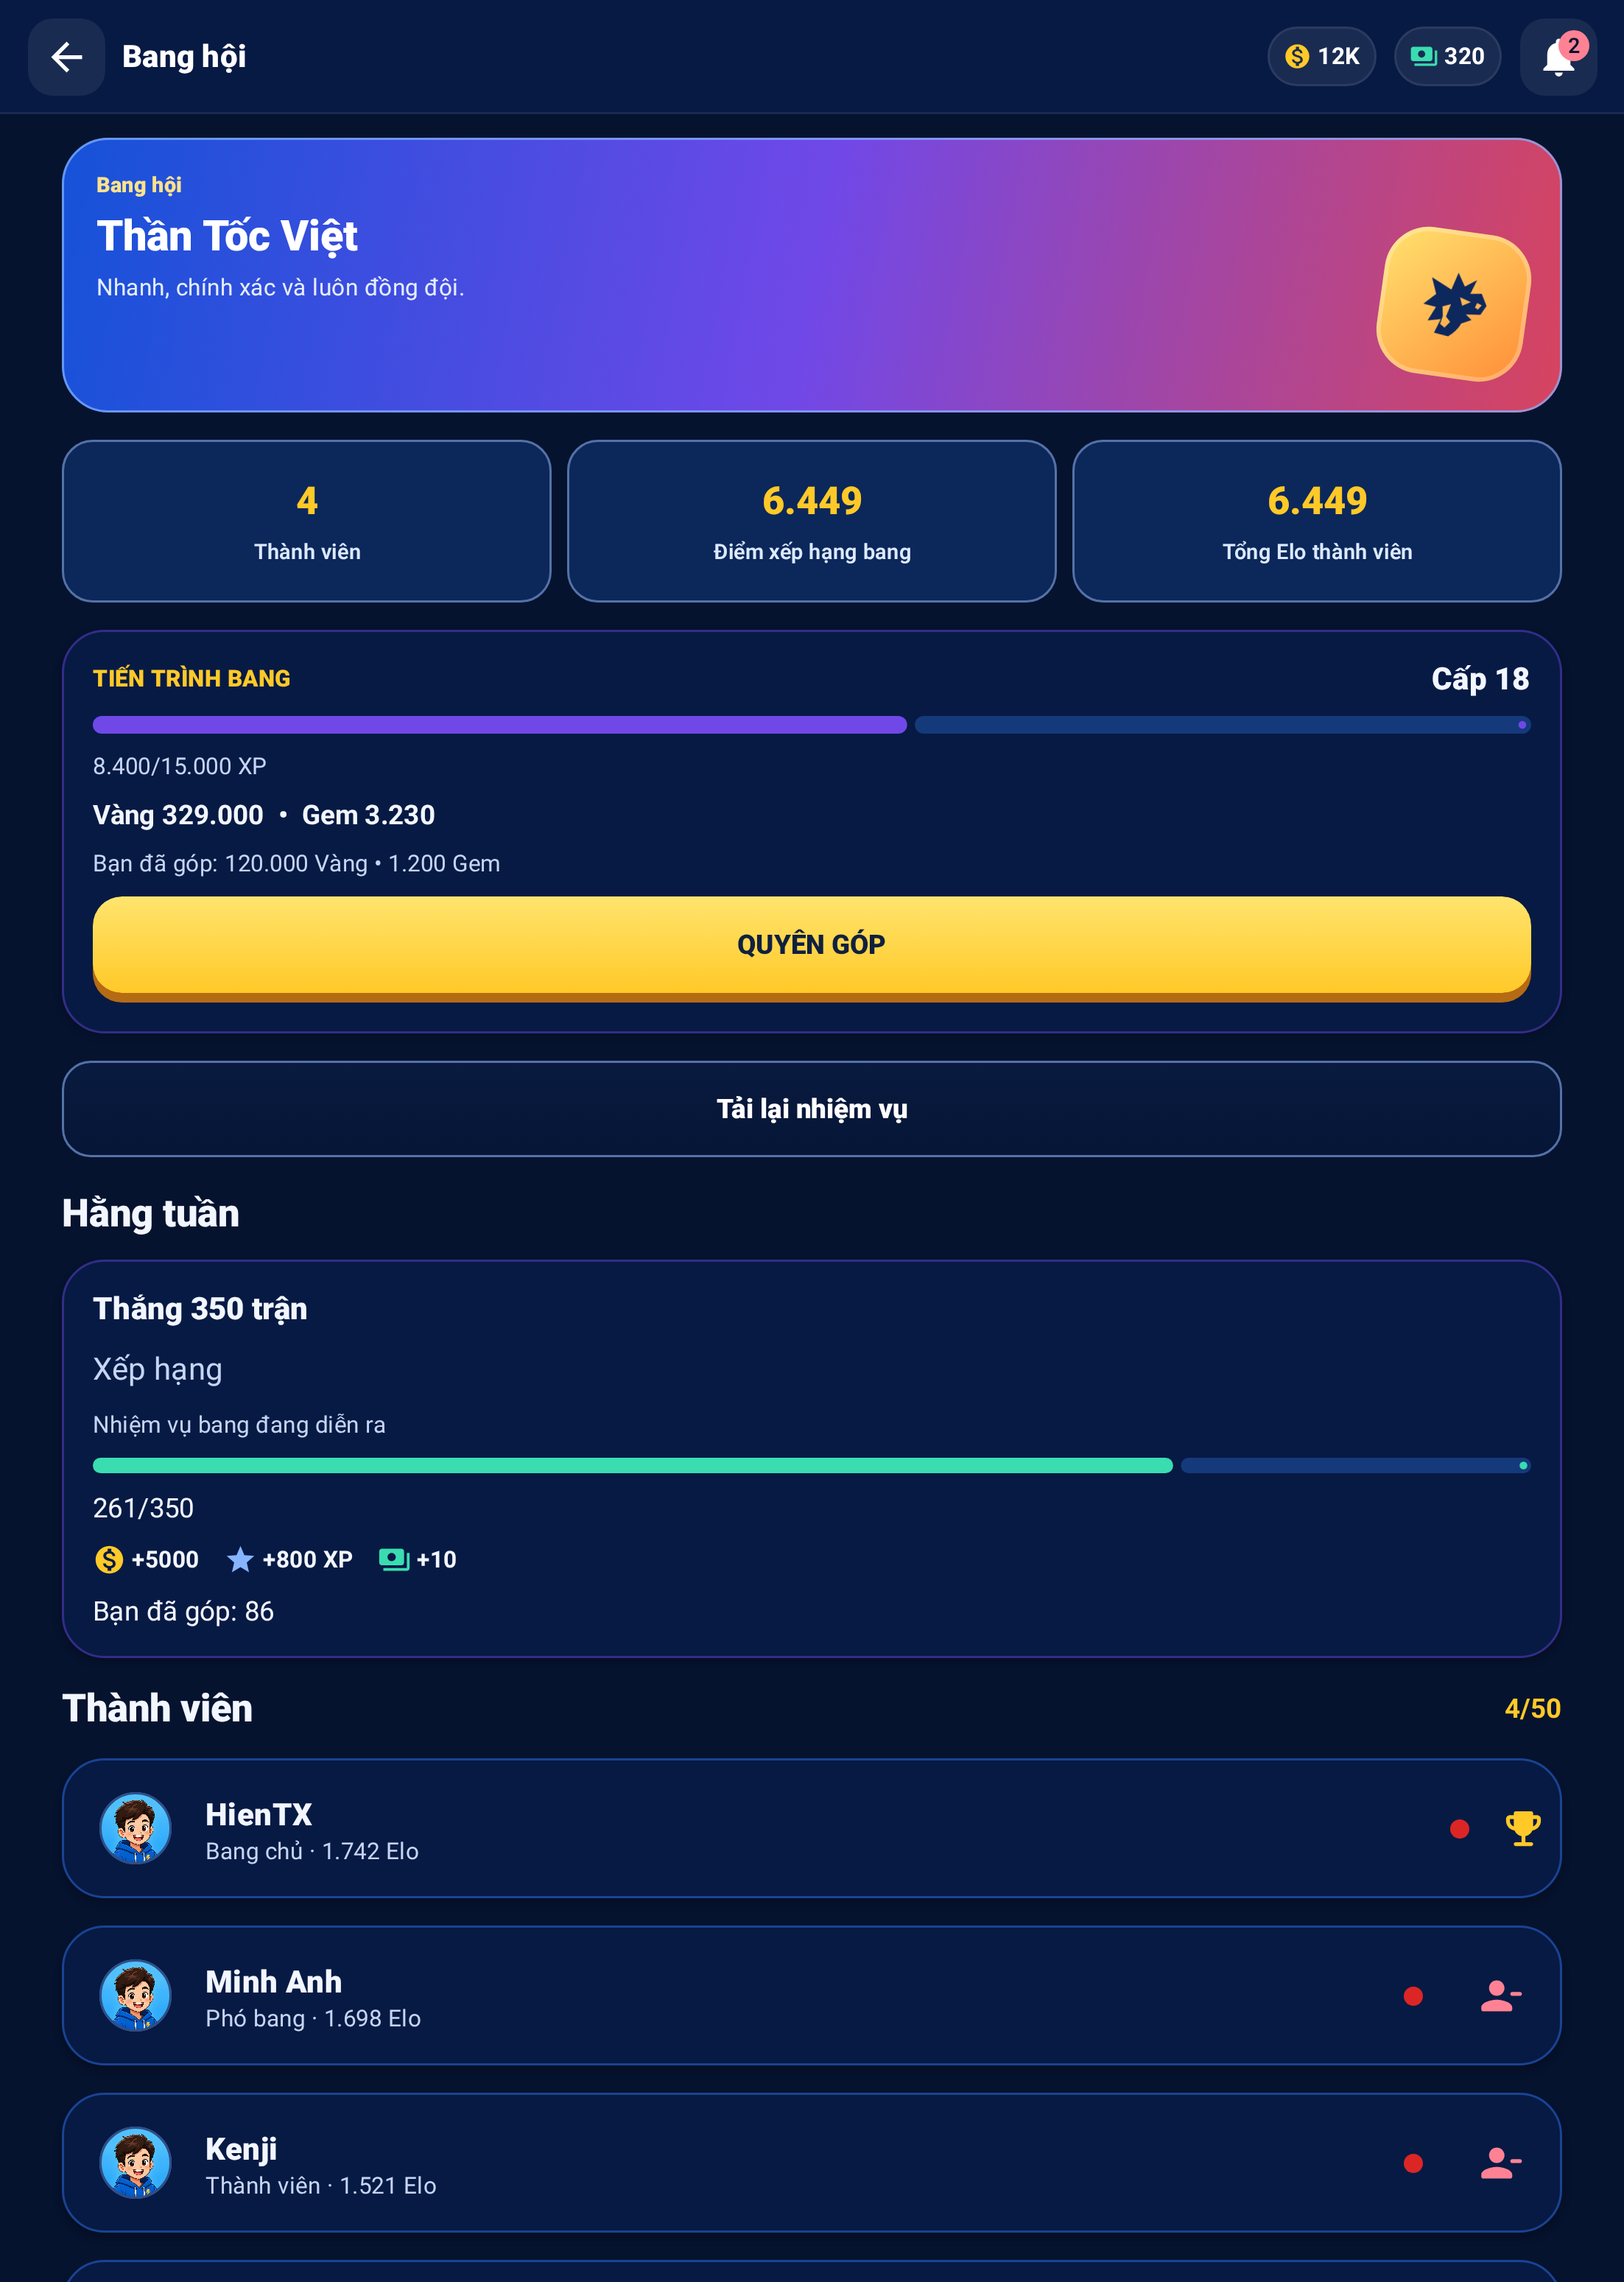 Bang hội
12K
320
2
Bang hội
Thần Tốc Việt
Nhanh, chính xác và luôn đồng đội.
4
Thành viên
6.449
Điểm xếp hạng bang
6.449
Tổng Elo thành viên
TIẾN TRÌNH BANG
Cấp 18
8.400/15.000 XP
Vàng 329.000 • Gem 3.230
Bạn đã góp: 120.000 Vàng • 1.200 Gem
QUYÊN GÓP
Tải lại nhiệm vụ
Hằng tuần
Thắng 350 trận
Xếp hạng
Nhiệm vụ bang đang diễn ra
261/350
+5000 +800 XP +10
Bạn đã góp: 86
Thành viên
4/50
HienTX
Bang chủ · 1.742 Elo
Minh Anh
Phó bang · 1.698 Elo
Kenji
Thành viên · 1.521 Elo